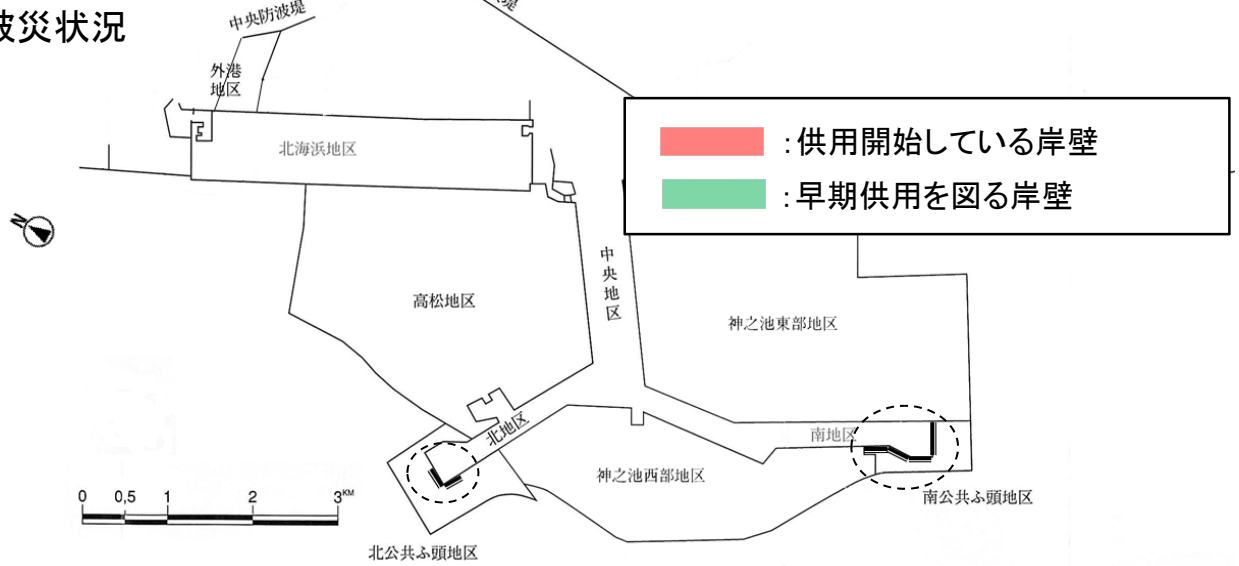 被災状況
中央防波堤
堤
外港
地区
北海浜地区
:供用開始している岸壁
:早期供用を図る岸壁
N
中央地区
高松地区
神之池東部地区
北地区
南地区
神之池西部地区
南公共ふ頭地区
0 0,5 1 2 3KM
北公共ふ頭地区